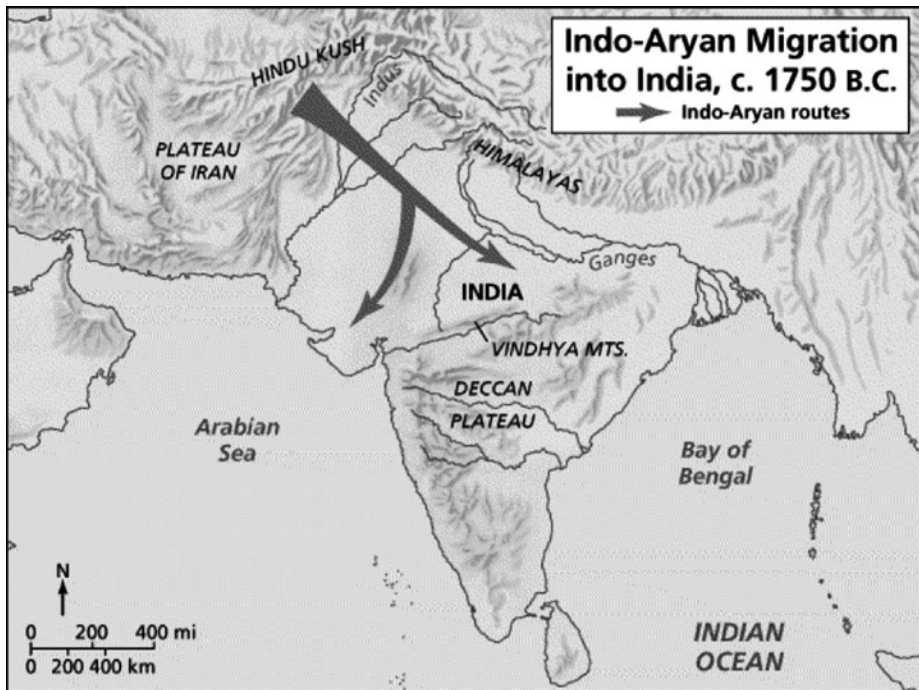 Indo-Aryan Migration
into India, c. 1750 B.C.
Indo-Aryan routes
HINDU KUSH
Indus
PLATEAU
OF IRAN
HIMALAYAS
Ganges
INDIA
VINDHYA MTS.
DECCAN
PLATEAU
Arabian
Sea
Bay of
Bengal
N
0 200 400 mi
0 200 400 km
INDIAN
OCEAN